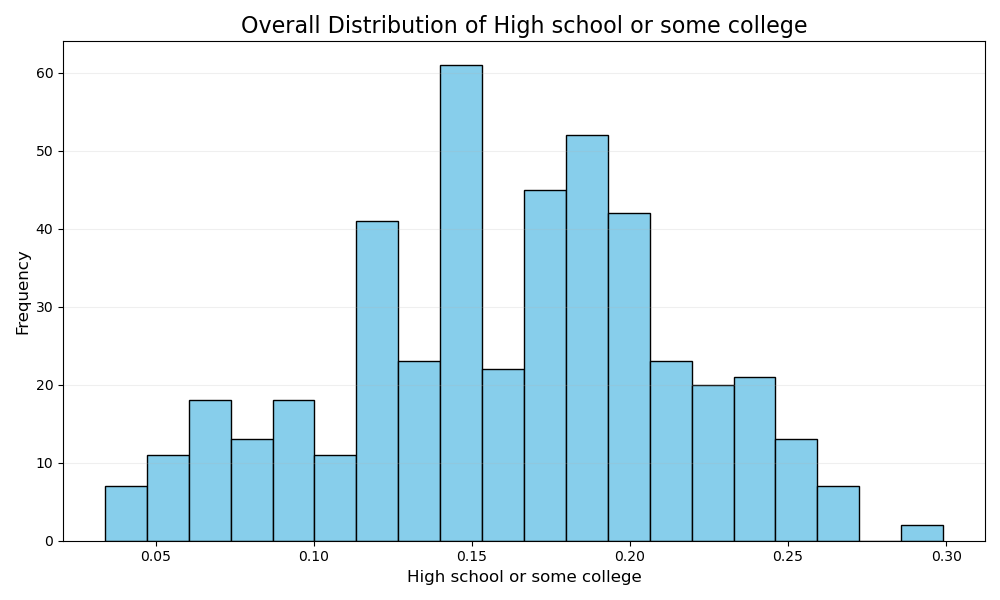 Overall Distribution of High school or some college
60
50
40
30
20
10
0
Frequency
0.05 0.10 0.15 0.20 0.25 0.30
High school or some college